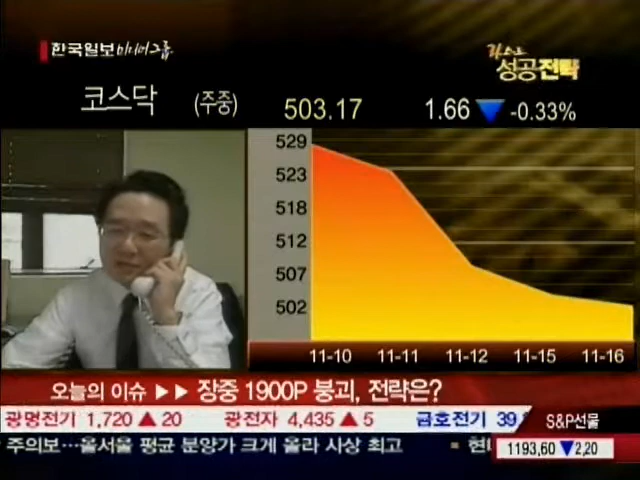 한국일보 미디어그룹
성공전략
코스닥 (주중) 503.17 1.66 ▼ -0.33%
529
523
518
512
507
502
11-10 11-11 11-12 11-15 11-16
오늘의 이슈 ▶▶ 장중 1900P 붕괴, 전략은?
광명전기 1,720 ▲ 20 광전자 4,435 ▲ 5 금호전기 39
S&P선물
주의보…올서울 평균 분양가 크게 올라 사상 최고
1193,60 ▼2,20